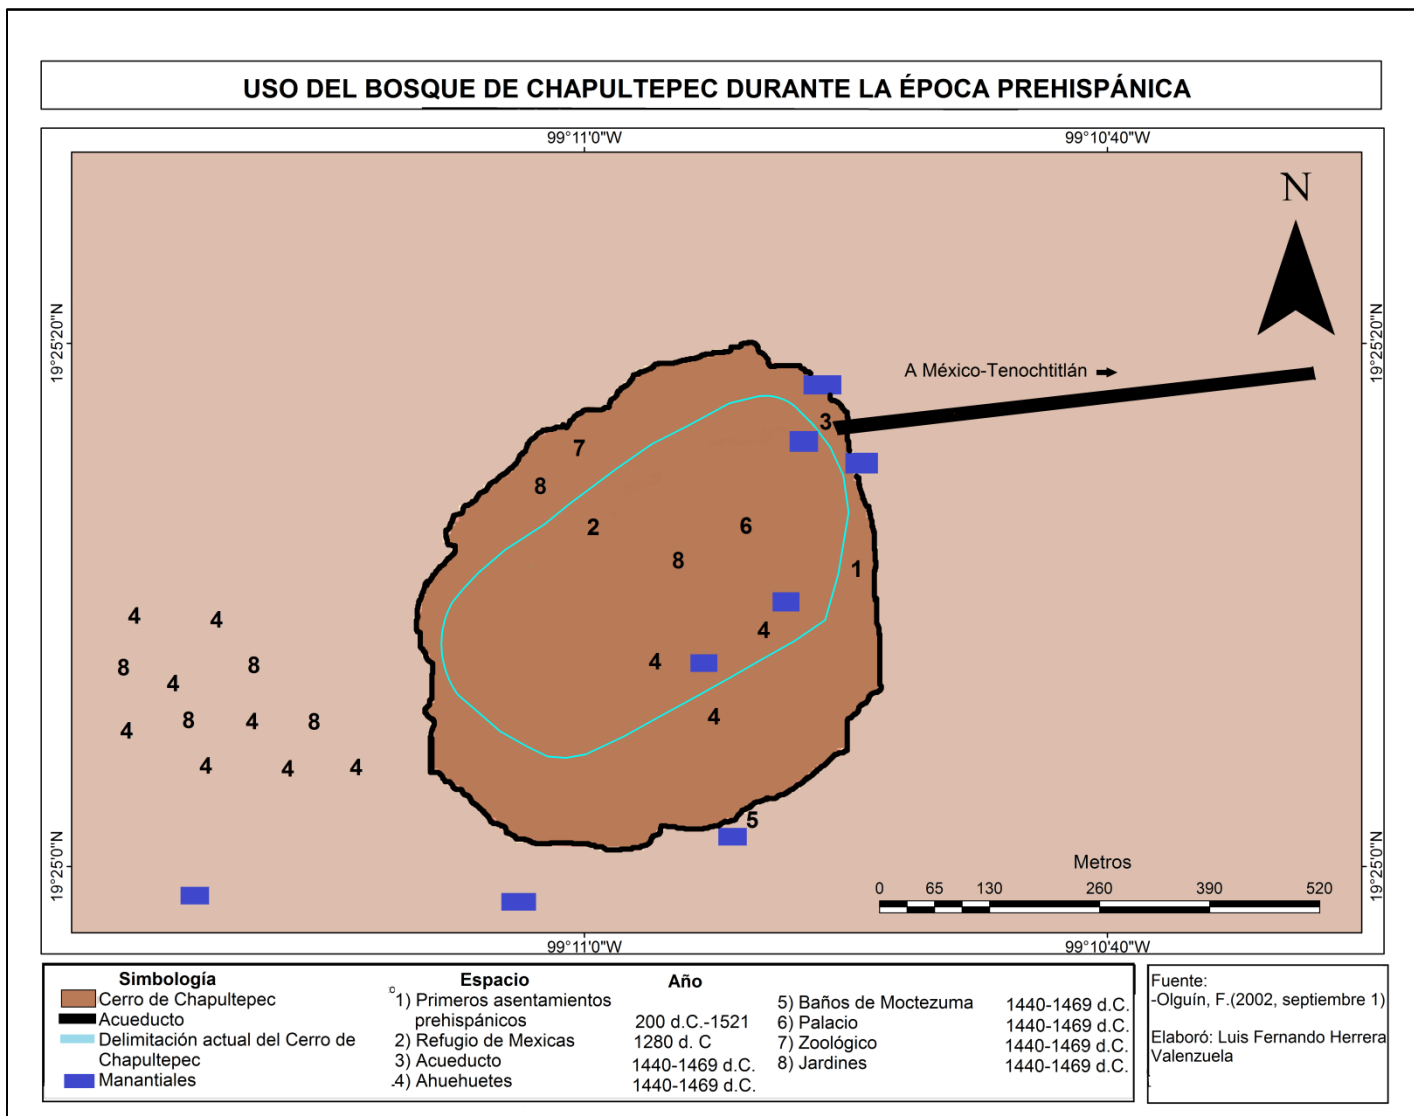 USO DEL BOSQUE DE CHAPULTEPEC DURANTE LA ÉPOCA PREHISPÁNICA
99°11'0"W
99°10'40"W
N
19°25'20"N
19°25'20"N
A México-Tenochtitlán
3
7
8
2
6
8
1
4
4
4
8
8
4
4
4
4
8
4
8
4
4
4
4
5
19°25'0"N
19°25'0"N
Metros
0 65 130 260 390 520
99°11'0"W
99°10'40"W
Simbología
Cerro de Chapultepec
Acueducto
Delimitación actual del Cerro de
Chapultepec
Manantiales
Espacio Año
1) Primeros asentamientos
prehispánicos 200 d.C.-1521
2) Refugio de Mexicas 1280 d. C
3) Acueducto 1440-1469 d.C.
4) Ahuehuetes 1440-1469 d.C.
5) Baños de Moctezuma 1440-1469 d.C.
6) Palacio 1440-1469 d.C.
7) Zoológico 1440-1469 d.C.
8) Jardines 1440-1469 d.C.
Fuente:
-Olguín, F.(2002, septiembre 1)
Elaboró: Luis Fernando Herrera
Valenzuela